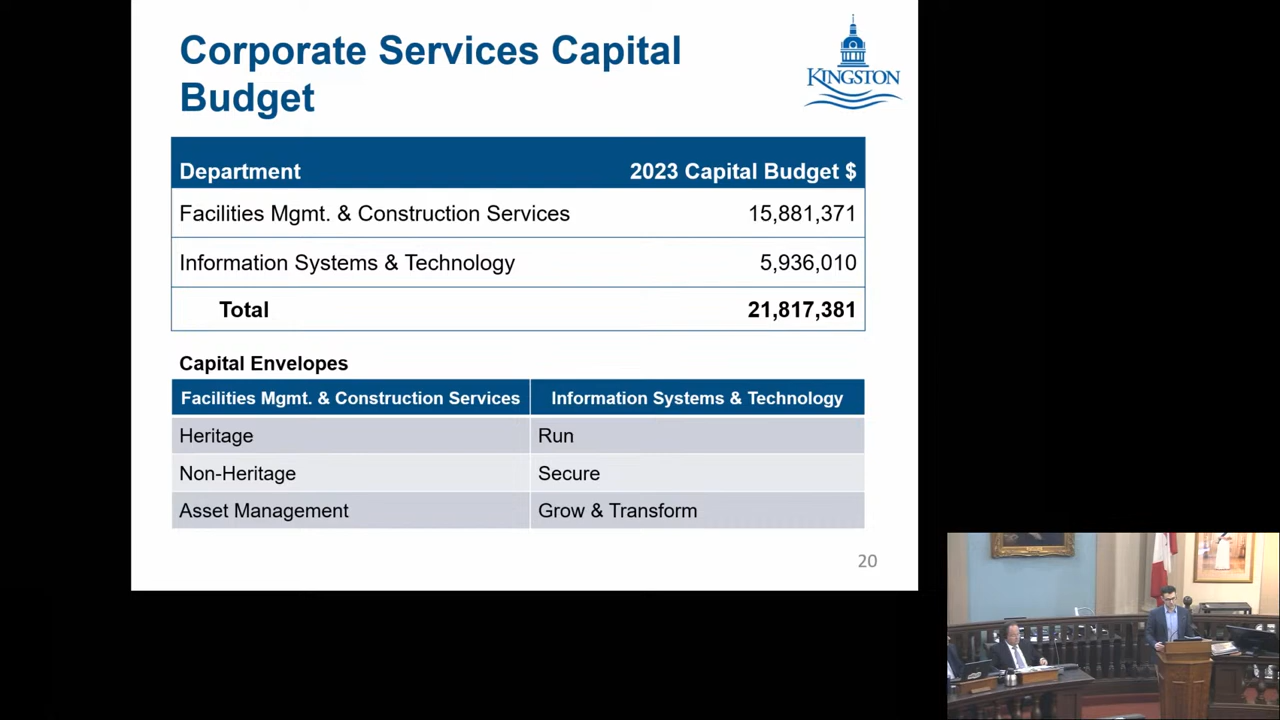 Corporate Services Capital
Budget
KINGSTON
Department 2023 Capital Budget $
Facilities Mgmt. & Construction Services 15,881,371
Information Systems & Technology 5,936,010
Total 21,817,381
Capital Envelopes
Facilities Mgmt. & Construction Services Information Systems & Technology
Heritage Run
Non-Heritage Secure
Asset Management Grow & Transform
20